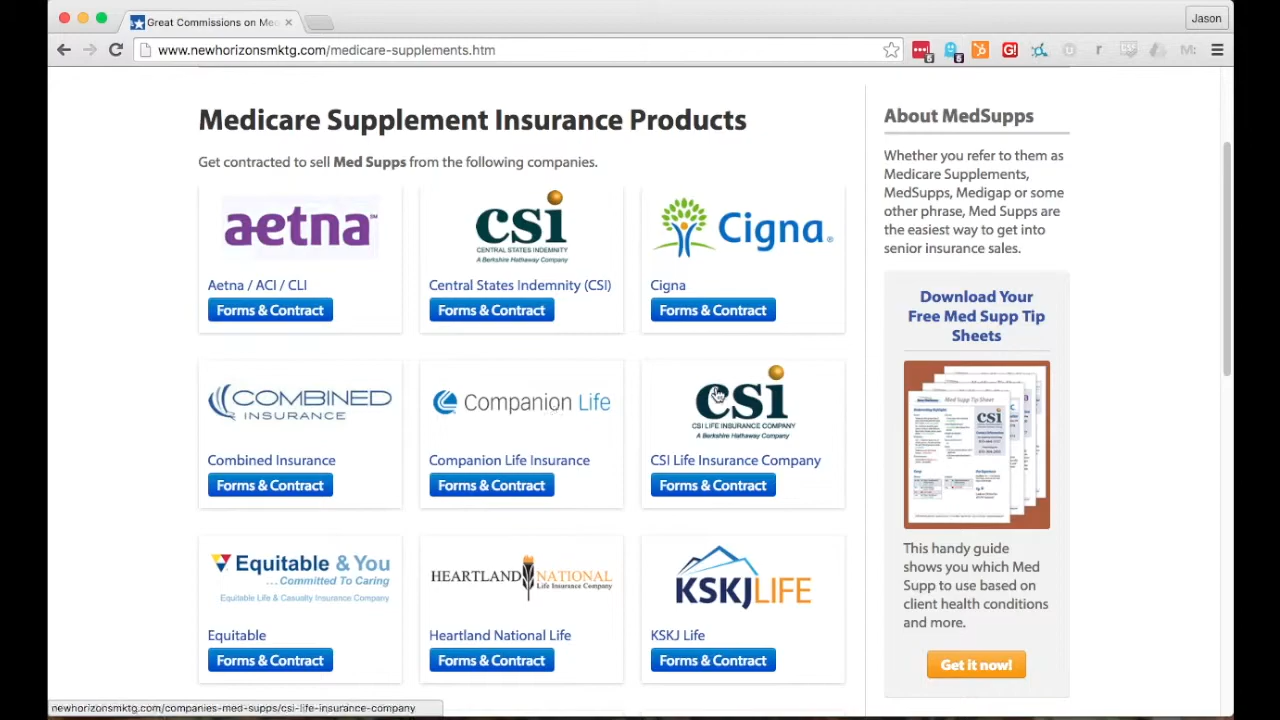 Great Commissions on Me
Jason
www.newhorizonsmktg.com/medicare-supplements.htm
Medicare Supplement Insurance Products
Get contracted to sell Med Supps from the following companies.
aetna™
csi
CENTRAL STATES INDEMNITY
A Berkshire Hathaway Company
Cigna®
Aetna / ACI / CLI
Central States Indemnity (CSI)
Cigna
Forms & Contract
Forms & Contract
Forms & Contract
COMBINED
INSURANCE
Companion Life
csi
CSI LIFE INSURANCE COMPANY
A Berkshire Hathaway Company
Combined Insurance
Companion Life Insurance
CSI Life Insurance Company
Forms & Contract
Forms & Contract
Forms & Contract
Equitable & You
...Committed To Caring
Equitable Life & Casualty Insurance Company
HEARTLAND NATIONAL
Life Insurance Company
KSKJLIFE
Equitable
Heartland National Life
KSKJ Life
Forms & Contract
Forms & Contract
Forms & Contract
About MedSupps
Whether you refer to them as
Medicare Supplements,
MedSupps, Medigap or some
other phrase, Med Supps are
the easiest way to get into
senior insurance sales.
Download Your
Free Med Supp Tip
Sheets
Med Supp Tip Sheet
csi
This handy guide
shows you which Med
Supp to use based on
client health conditions
and more.
Get it now!
newhorizonsmktg.com/companies-med-supps/csi-life-insurance-company